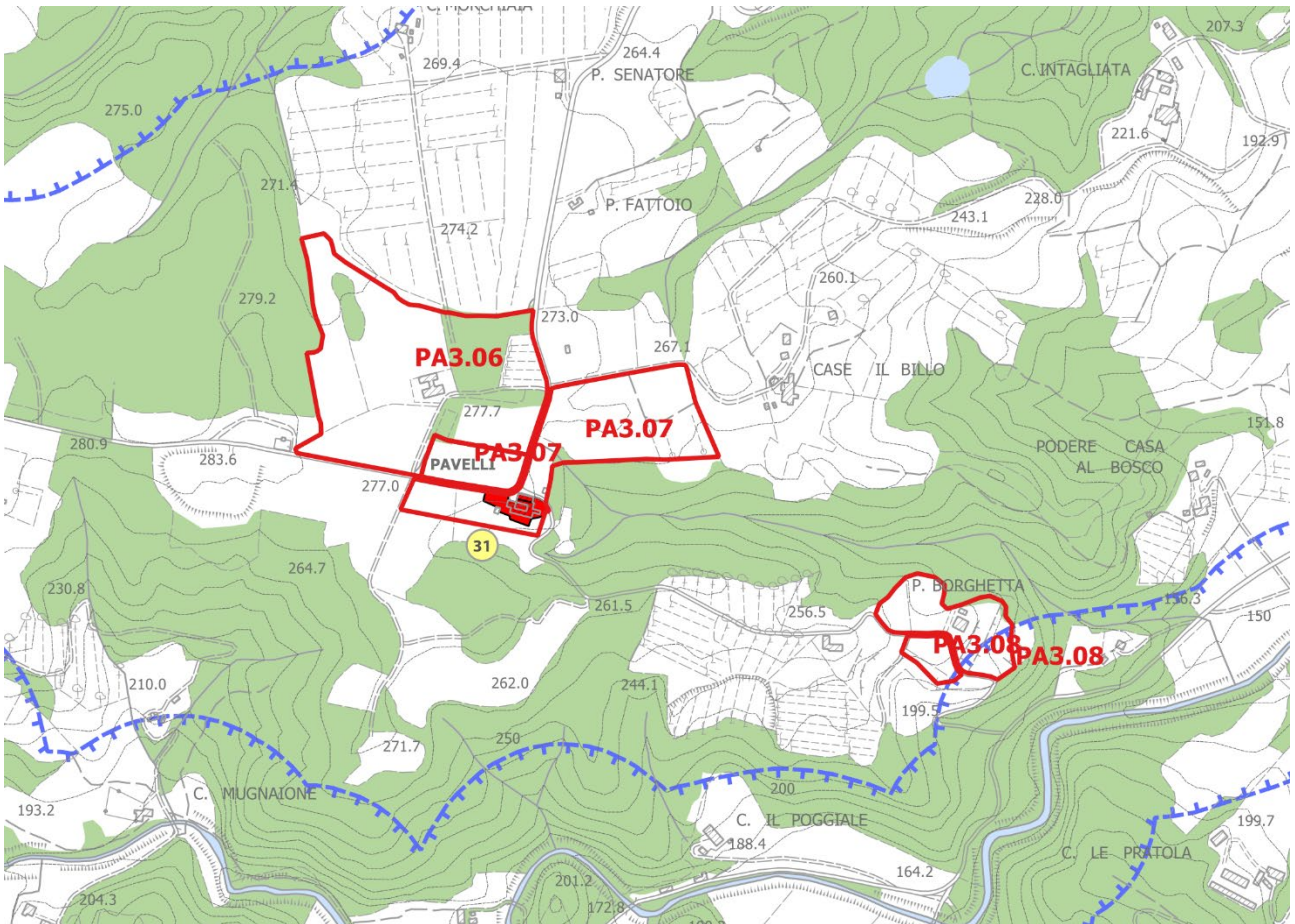 C. MORCHIAIA
207.3
264.4
269.4
P. SENATORE
C. INTAGLIATA
275.0
221.6
192.9
271.4
P. FATTOIO
228.0
243.1
274.2
279.2
260.1
273.0
267.1
PA3.06
CASE IL BILLO
277.7
PA3.07
151.8
280.9
PA3.07
PODERE CASA
AL BOSCO
283.6
PAVELLI
277.0
31
264.7
230.8
P. BORGHETTA
156.3
261.5
256.5
150
PA3.08
PA3.08
210.0
262.0
244.1
199.5
271.7
250
200
C. MUGNAIONE
193.2
C. IL POGGIALE
199.7
188.4
C. LE PRATOLA
164.2
201.2
204.3
172.8